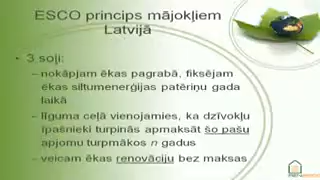 ESCO princips mājokļiem
Latvijā
• 3 soļi:
– nokāpjam ēkas pagrabā, fiksējam
ēkas siltumenerģijas patēriņu gada
laikā
– līguma ceļā vienojamies, ka dzīvokļu
īpašnieki turpinās apmaksāt šo pašu
apjomu turpmākos n gadus
– veicam ēkas renovāciju bez maksas